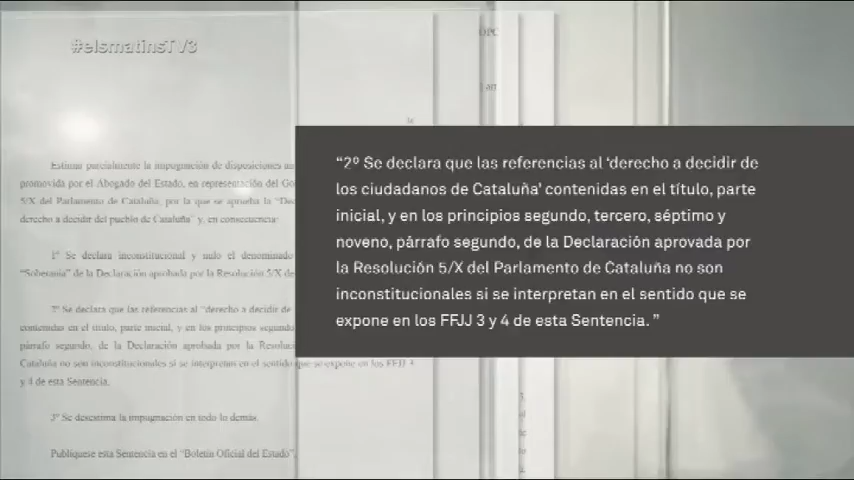 #elsmatinsTV3
OPC
Estimar parcialmente la impugnación de disposiciones
promovida por el Abogado del Estado, en representación del Go
5/X del Parlamento de Cataluña, por la que se aprueba la "Dec
derecho a decidir del pueblo de Cataluña" y, en consecuencia:
1º Se declara inconstitucional y nulo el denominado
"Soberanía" de la Declaración aprobada por la Resolución 5/X de
2º Se declara que las referencias al "derecho a decidir de
contenidas en el título, parte inicial, y en los principios segundo
párrafo segundo, de la Declaración aprobada por la Resoluci
Cataluña no son inconstitucionales si se interpretan en el sentido que se expone en los FFJJ 3
y 4 de esta Sentencia.
3º Se desestima la impugnación en todo lo demás.
Publíquese esta Sentencia en el "Boletín Oficial del Estado".
“2º Se declara que las referencias al ‘derecho a decidir de
los ciudadanos de Cataluña' contenidas en el título, parte
inicial, y en los principios segundo, tercero, séptimo y
noveno, párrafo segundo, de la Declaración aprovada por
la Resolución 5/X del Parlamento de Cataluña no son
inconstitucionales si se interpretan en el sentido que se
expone en los FFJJ 3 y 4 de esta Sentencia. ”